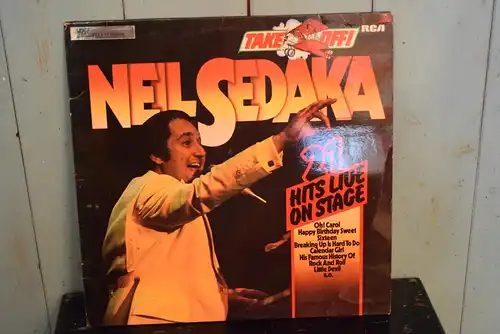 TAKE OFF!
RCA
NEIL SEDAKA
HITS LIVE
ON STAGE
Oh! Carol
Happy Birthday Sweet
Sixteen
Breaking Up Is Hard To Do
Calendar Girl
His Famous History Of
Rock And Roll
Little Devil
u.a.